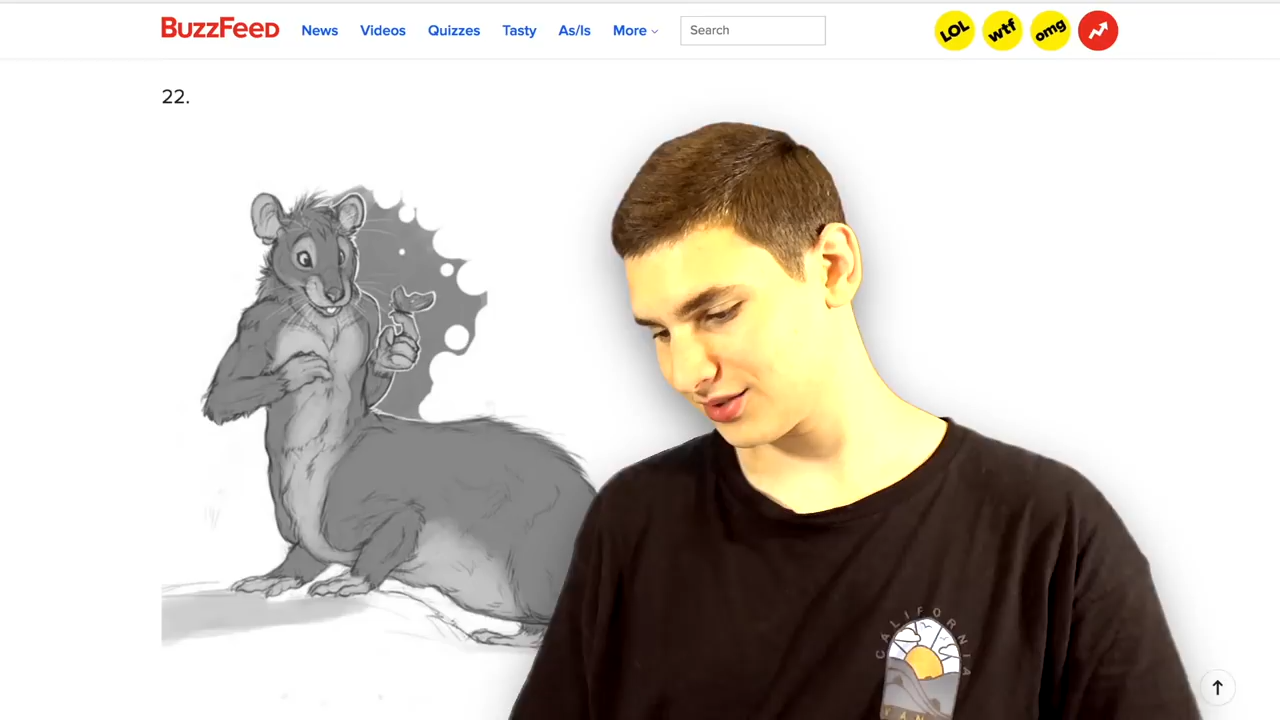 BuzzFeed News Videos Quizzes Tasty As/Is More Search LOL wtf omg
22.
CALIFORNIA